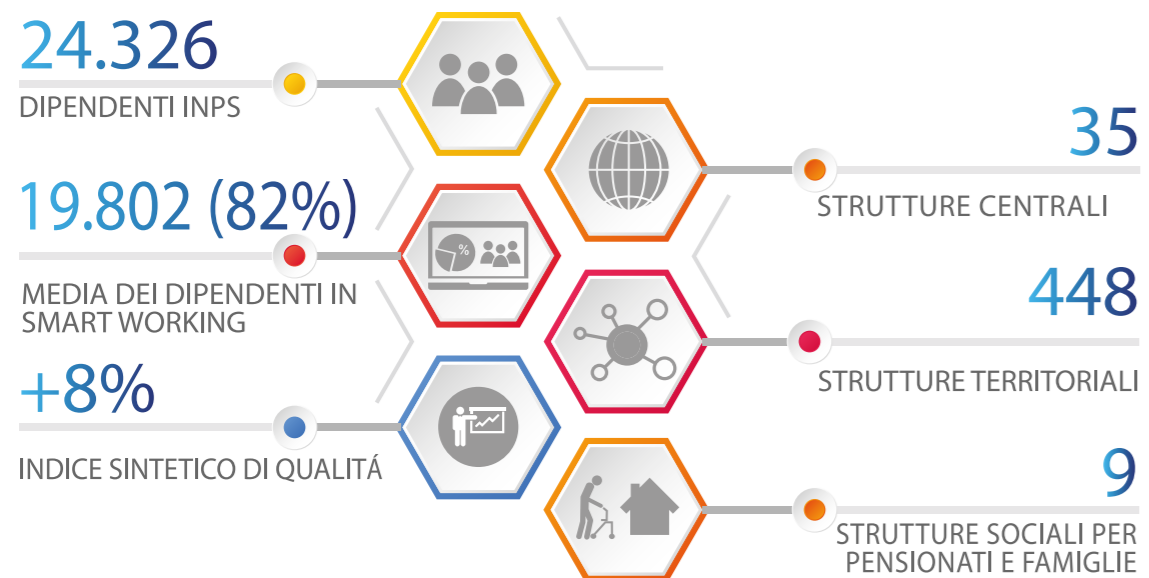 24.326
DIPENDENTI INPS
19.802 (82%)
MEDIA DEI DIPENDENTI IN
SMART WORKING
%
+8%
INDICE SINTETICO DI QUALITÁ
35
STRUTTURE CENTRALI
448
STRUTTURE TERRITORIALI
9
STRUTTURE SOCIALI PER
PENSIONATI E FAMIGLIE